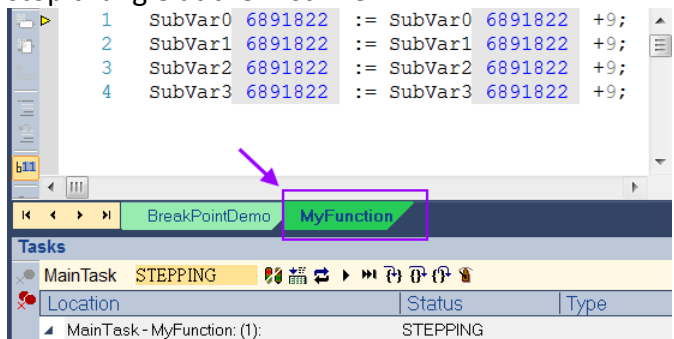 1 SubVar0 6891822 := SubVar0 6891822 +9;
2 SubVar1 6891822 := SubVar1 6891822 +9;
3 SubVar2 6891822 := SubVar2 6891822 +9;
4 SubVar3 6891822 := SubVar3 6891822 +9;
BreakPointDemo MyFunction
Tasks
MainTask STEPPING
Location Status Type
MainTask - MyFunction: (1): STEPPING